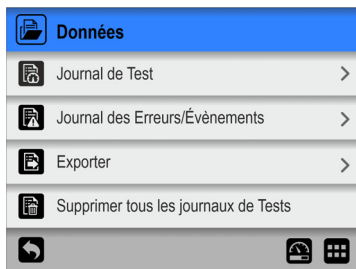 Données
Journal de Test
Journal des Erreurs/Évènements
Exporter
Supprimer tous les journaux de Tests